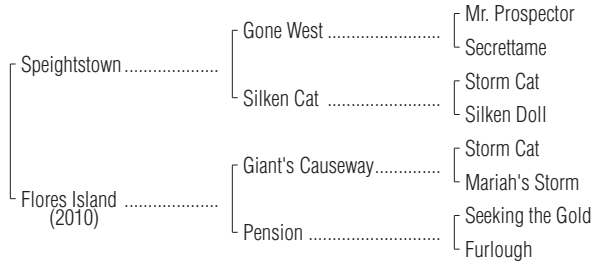 Mr. Prospector
Gone West ........................
Secrettame
Speightstown ....................
Storm Cat
Silken Cat .......................
Silken Doll
Storm Cat
Giant's Causeway..............
Mariah's Storm
Flores Island ....................
(2010)
Seeking the Gold
Pension ............................
Furlough